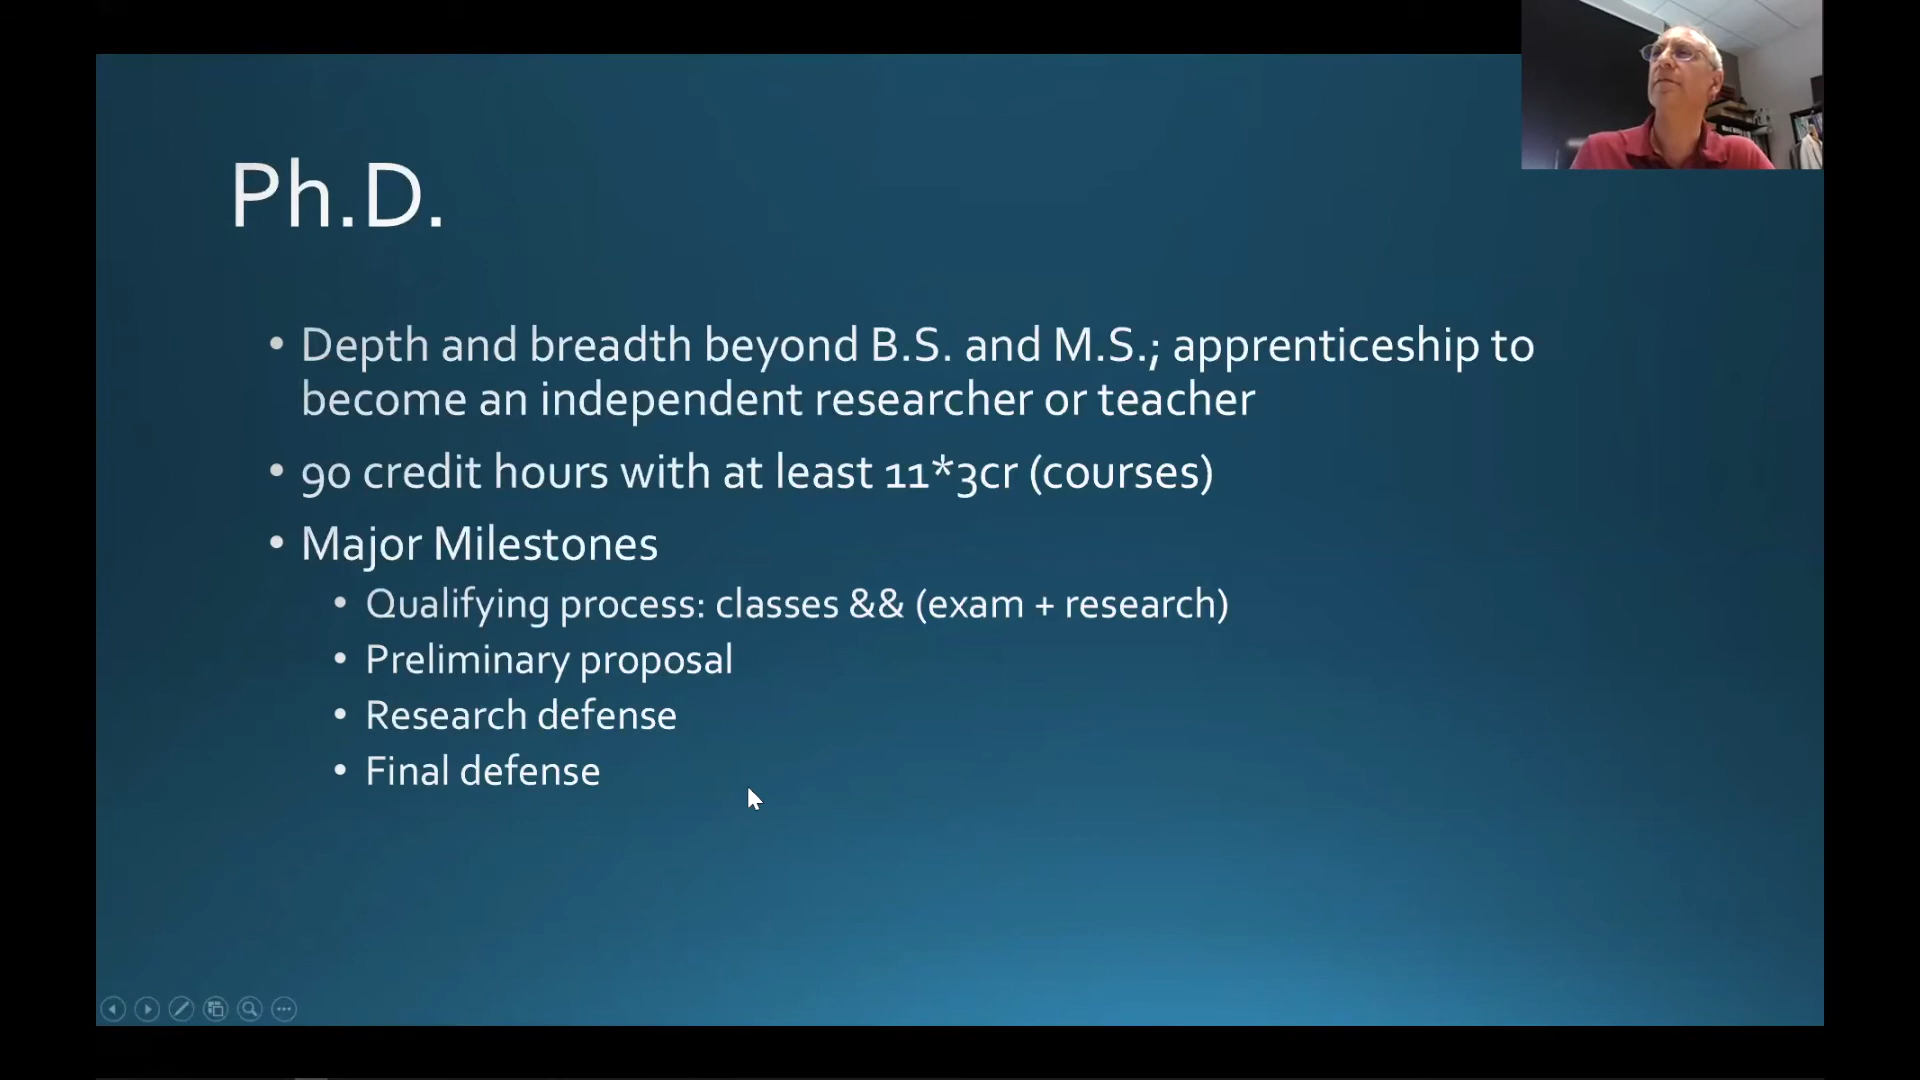 Ph.D.
• Depth and breadth beyond B.S. and M.S.; apprenticeship to
become an independent researcher or teacher
• 90 credit hours with at least 11*3cr (courses)
• Major Milestones
• Qualifying process: classes && (exam + research)
• Preliminary proposal
• Research defense
• Final defense